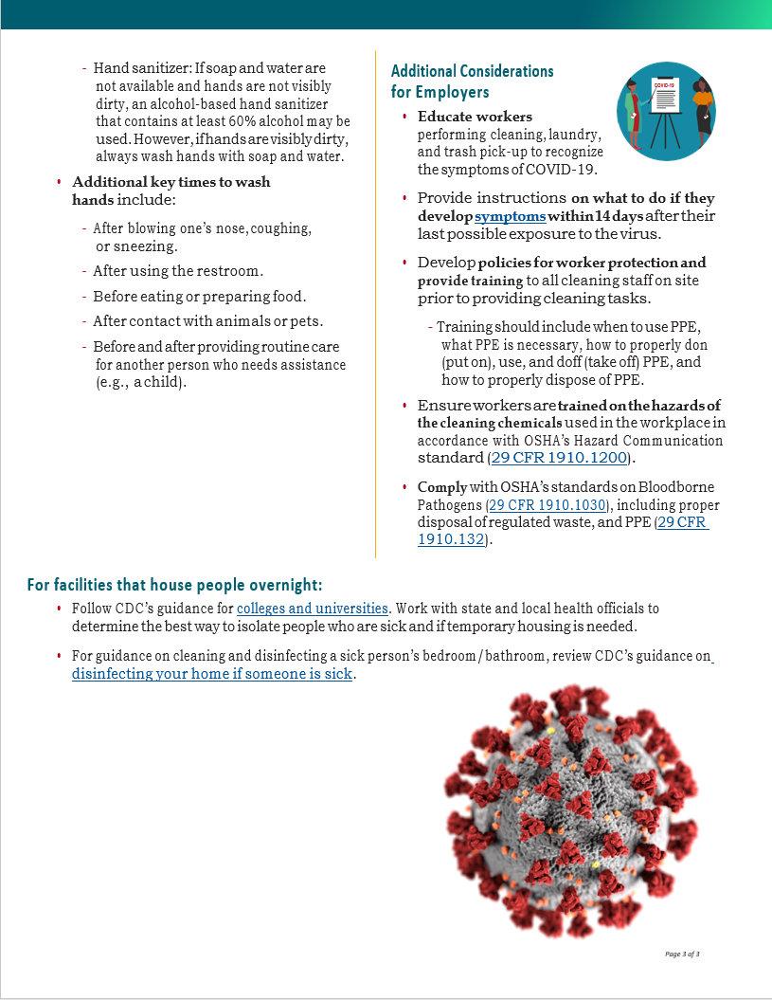 - Hand sanitizer: If soap and water are
not available and hands are not visibly
dirty, an alcohol-based hand sanitizer
that contains at least 60% alcohol may be
used. However, if hands are visibly dirty,
always wash hands with soap and water.
• Additional key times to wash
hands include:
- After blowing one's nose, coughing,
or sneezing.
- After using the restroom.
- Before eating or preparing food.
- After contact with animals or pets.
- Before and after providing routine care
for another person who needs assistance
(e.g., a child).
Additional Considerations
for Employers
COVID-19
• Educate workers
performing cleaning, laundry,
and trash pick-up to recognize
the symptoms of COVID-19.
• Provide instructions on what to do if they
develop symptoms within 14 days after their
last possible exposure to the virus.
• Develop policies for worker protection and
provide training to all cleaning staff on site
prior to providing cleaning tasks.
- Training should include when to use PPE,
what PPE is necessary, how to properly don
(put on), use, and doff (take off) PPE, and
how to properly dispose of PPE.
• Ensure workers are trained on the hazards of
the cleaning chemicals used in the workplace in
accordance with OSHA's Hazard Communication
standard (29 CFR 1910.1200).
• Comply with OSHA's standards on Bloodborne
Pathogens (29 CFR 1910.1030), including proper
disposal of regulated waste, and PPE (29 CFR
1910.132).
For facilities that house people overnight:
• Follow CDC's guidance for colleges and universities. Work with state and local health officials to
determine the best way to isolate people who are sick and if temporary housing is needed.
• For guidance on cleaning and disinfecting a sick person's bedroom/bathroom, review CDC's guidance on
disinfecting your home if someone is sick.
Page 3 of 3